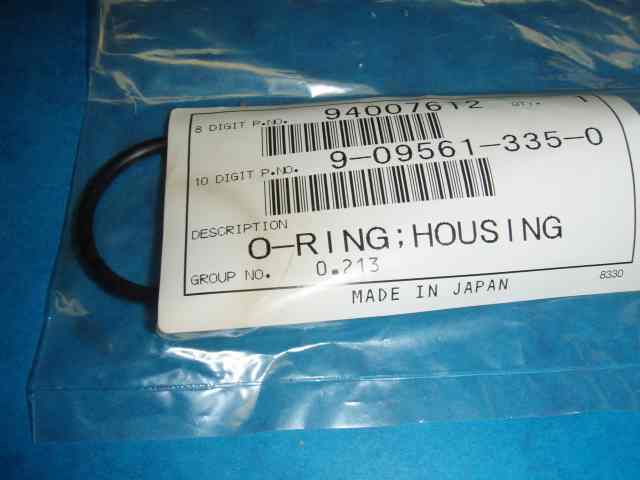 8 DIGIT P.NO. 94007612 QTY. 1
10 DIGIT P.NO. 9-09561-335-0
DESCRIPTION
O-RING;HOUSING
GROUP NO. 0.213
8330
MADE IN JAPAN